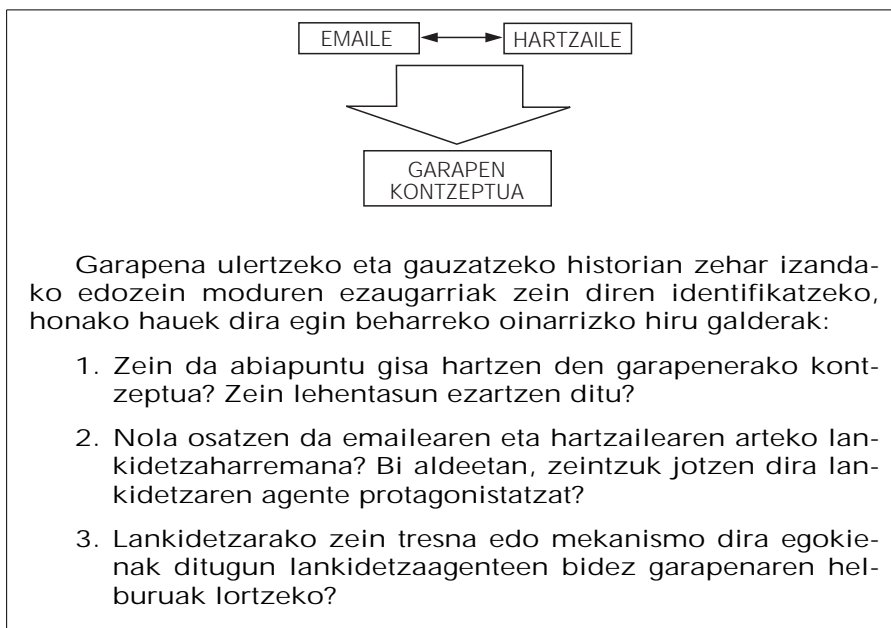 EMAILE HARTZAILE
GARAPEN
KONTZEPTUA
Garapena ulertzeko eta gauzatzeko historian zehar izanda-
ko edozein moduren ezaugarriak zein diren identifikatzeko,
honako hauek dira egin beharreko oinarrizko hiru galderak:
1. Zein da abiapuntu gisa hartzen den garapenerako kont-
zeptua? Zein lehentasun ezartzen ditu?
2. Nola osatzen da emailearen eta hartzailearen arteko lan-
kidetzaharremana? Bi aldeetan, zeintzuk jotzen dira lan-
kidetzaren agente protagonistatzat?
3. Lankidetzarako zein tresna edo mekanismo dira egokie-
nak ditugun lankidetzaagenteen bidez garapenaren hel-
buruak lortzeko?